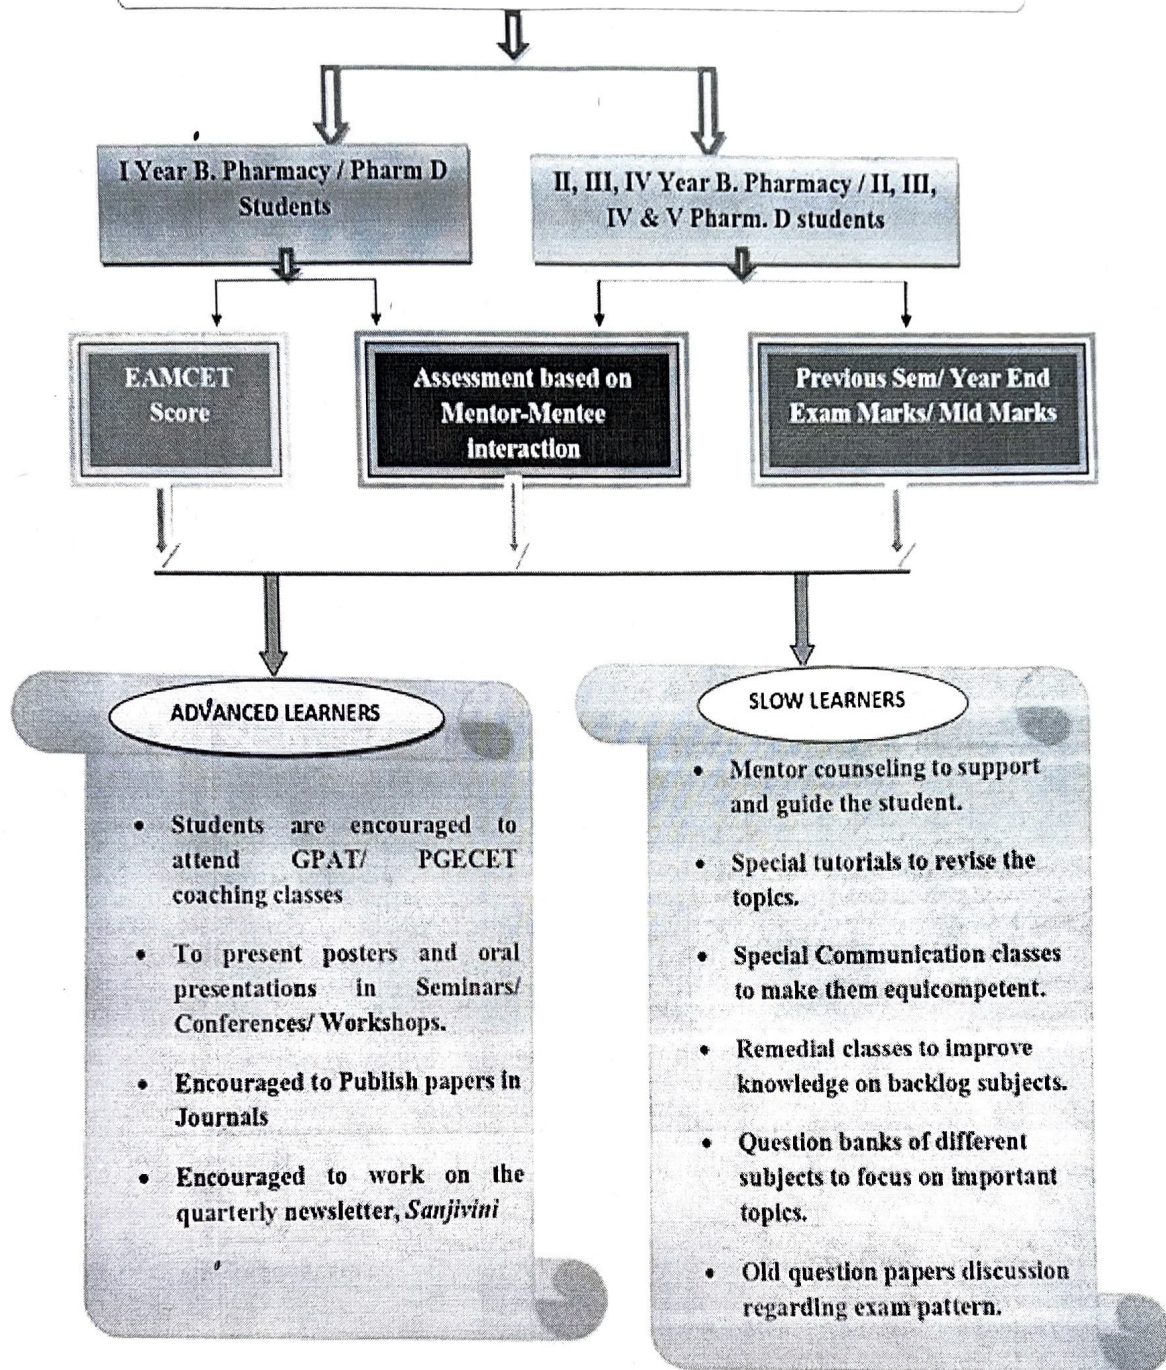 I Year B. Pharmacy / Pharm D
Students
II, III, IV Year B. Pharmacy / II, III,
IV & V Pharm. D students
EAMCET
Score
Assessment based on
Mentor-Mentee
interaction
Previous Sem/ Year End
Exam Marks/ Mid Marks
ADVANCED LEARNERS
• Students are encouraged to
attend GPAT/ PGECET
coaching classes
• To present posters and oral
presentations in Seminars/
Conferences/ Workshops.
• Encouraged to Publish papers in
Journals
• Encouraged to work on the
quarterly newsletter, Sanjivini
SLOW LEARNERS
• Mentor counseling to support
and guide the student.
• Special tutorials to revise the
topics.
• Special Communication classes
to make them equicompetent.
• Remedial classes to improve
knowledge on backlog subjects.
• Question banks of different
subjects to focus on important
topics.
• Old question papers discussion
regarding exam pattern.